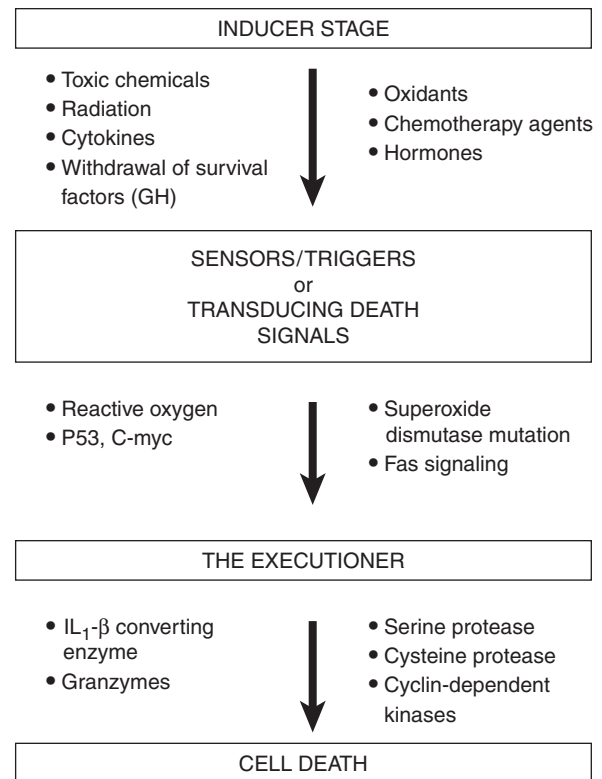 INDUCER STAGE
• Toxic chemicals
• Radiation
• Cytokines
• Withdrawal of survival
factors (GH)
• Oxidants
• Chemotherapy agents
• Hormones
SENSORS/TRIGGERS
or
TRANSDUCING DEATH
SIGNALS
• Reactive oxygen
• P53, C-myc
• Superoxide
dismutase mutation
• Fas signaling
THE EXECUTIONER
• IL₁-β converting
enzyme
• Granzymes
• Serine protease
• Cysteine protease
• Cyclin-dependent
kinases
CELL DEATH